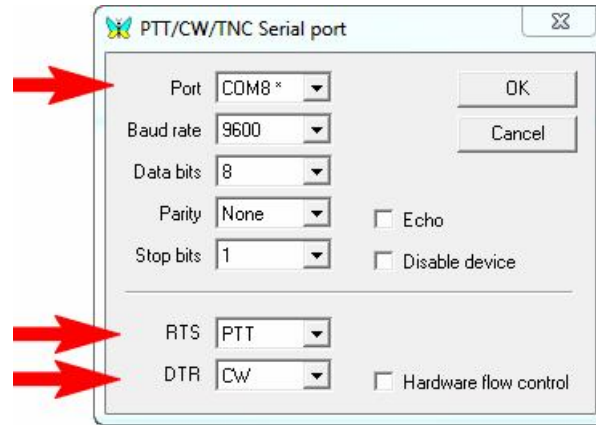 PTT/CW/TNC Serial port
Port COM8 * OK
Baud rate 9600 Cancel
Data bits 8
Parity None Echo
Stop bits 1 Disable device
RTS PTT
DTR CW Hardware flow control